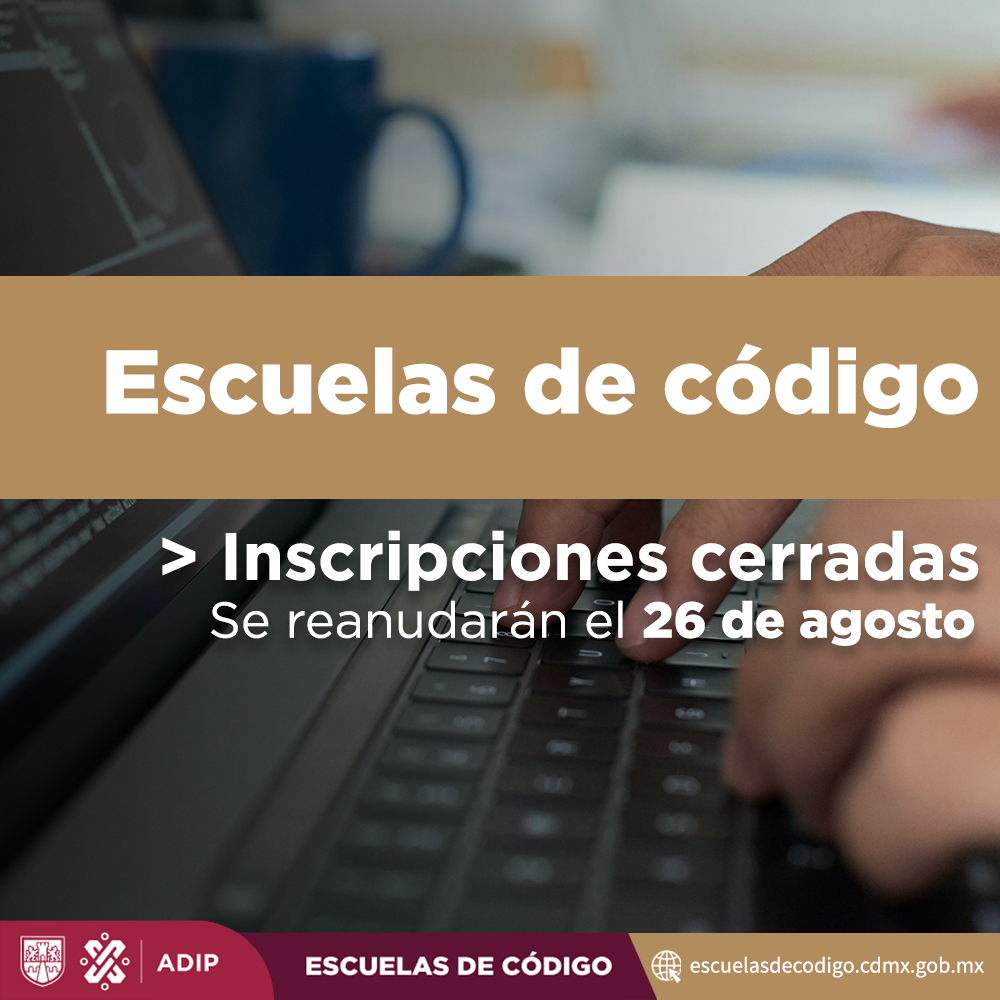 Escuelas de código
> Inscripciones cerradas
Se reanudarán el 26 de agosto
ADIP
ESCUELAS DE CÓDIGO
escuelasdecodigo.cdmx.gob.mx